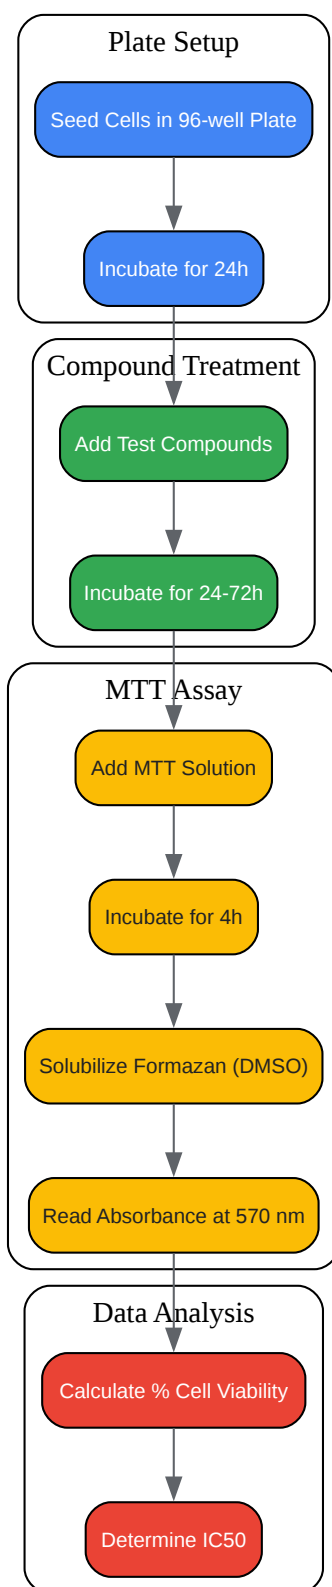 Plate Setup
Seed Cells in 96-well Plate
Incubate for 24h
Compound Treatment
Add Test Compounds
Incubate for 24-72h
MTT Assay
Add MTT Solution
Incubate for 4h
Solubilize Formazan (DMSO)
Read Absorbance at 570 nm
Data Analysis
Calculate % Cell Viability
Determine IC50